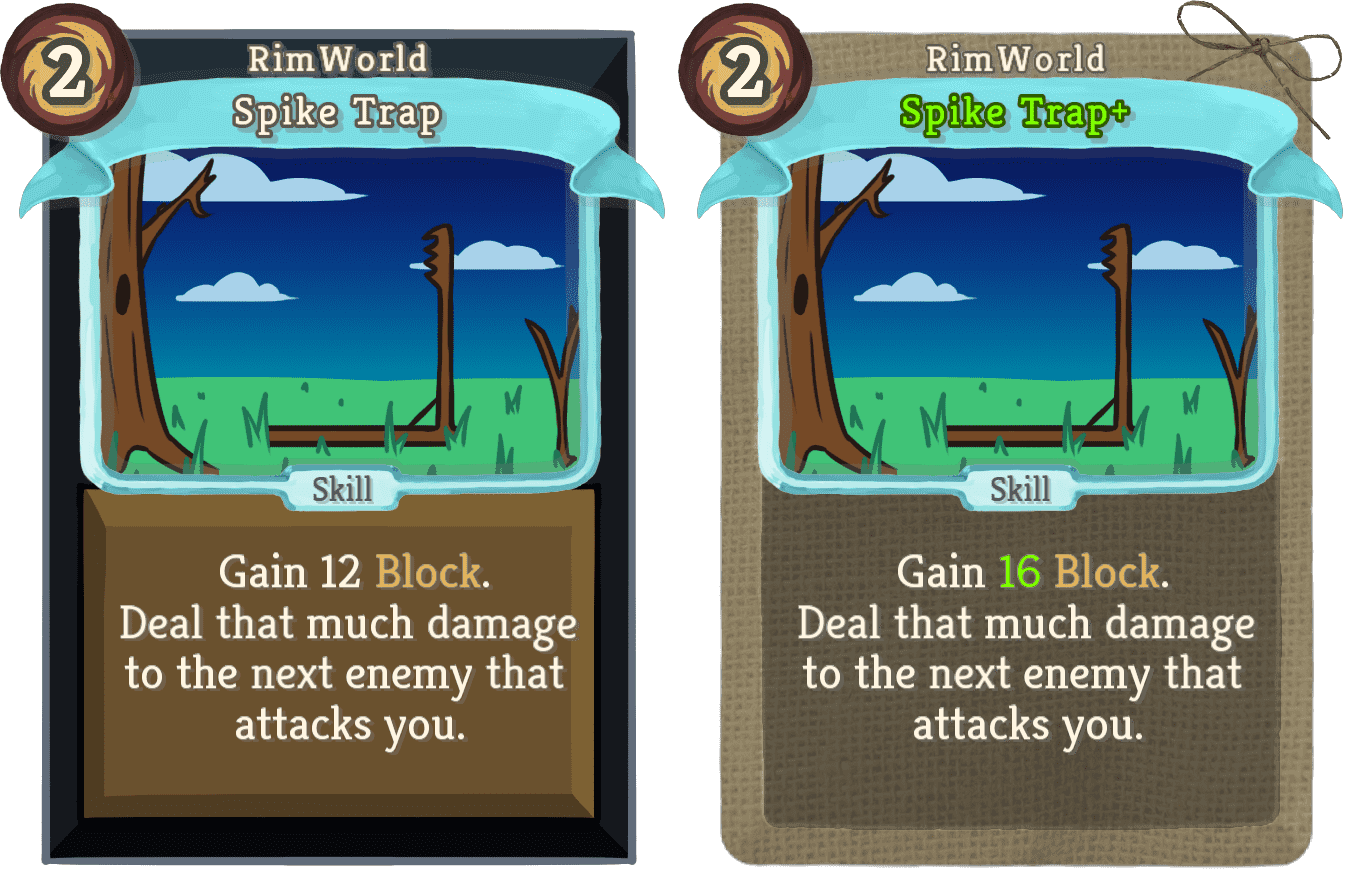 2
RimWorld
Spike Trap
Skill
Gain 12 Block.
Deal that much damage
to the next enemy that
attacks you.
2
RimWorld
Spike Trap+
Skill
Gain 16 Block.
Deal that much damage
to the next enemy that
attacks you.